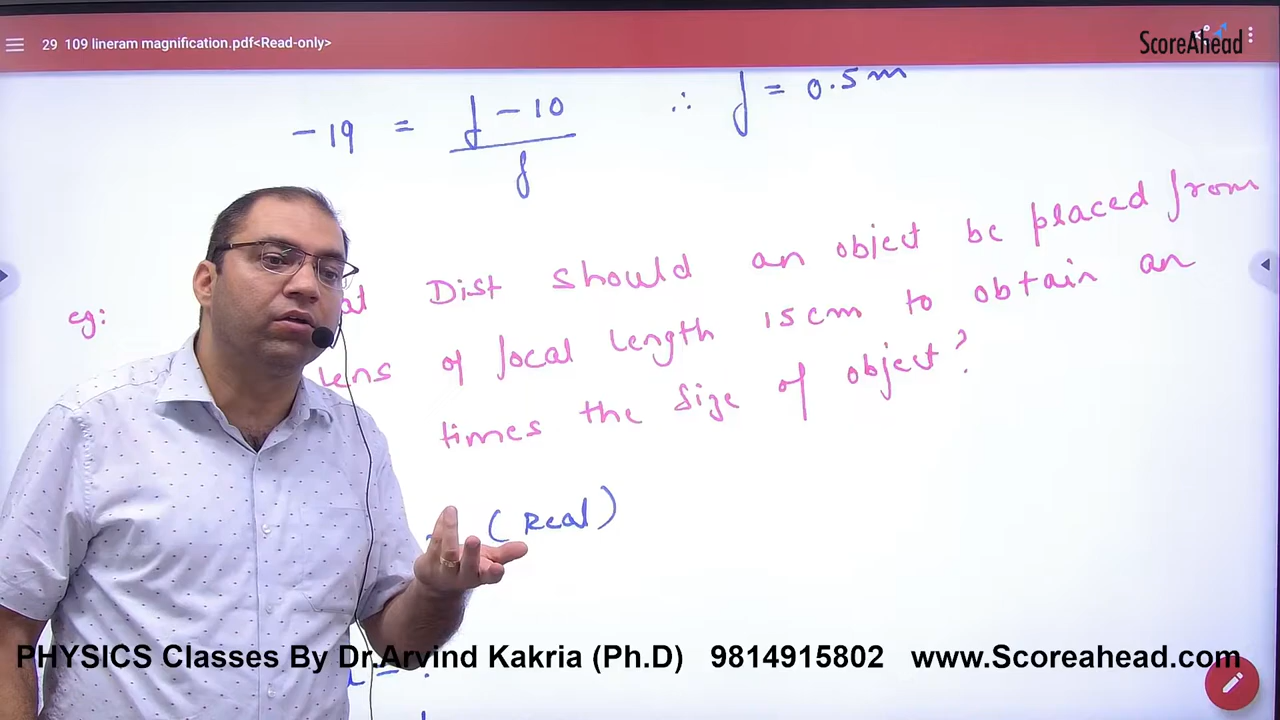 29 109 lineram magnification.pdf<Read-only>
ScoreAhead
-19 = f - 10 / f ∴ f = 0.5 m
eg: at Dist should an object be placed from
lens of focal length 15cm to obtain an
times the size of object?
(Real)
PHYSICS Classes By Dr.Arvind Kakria (Ph.D) 9814915802 www.Scoreahead.com